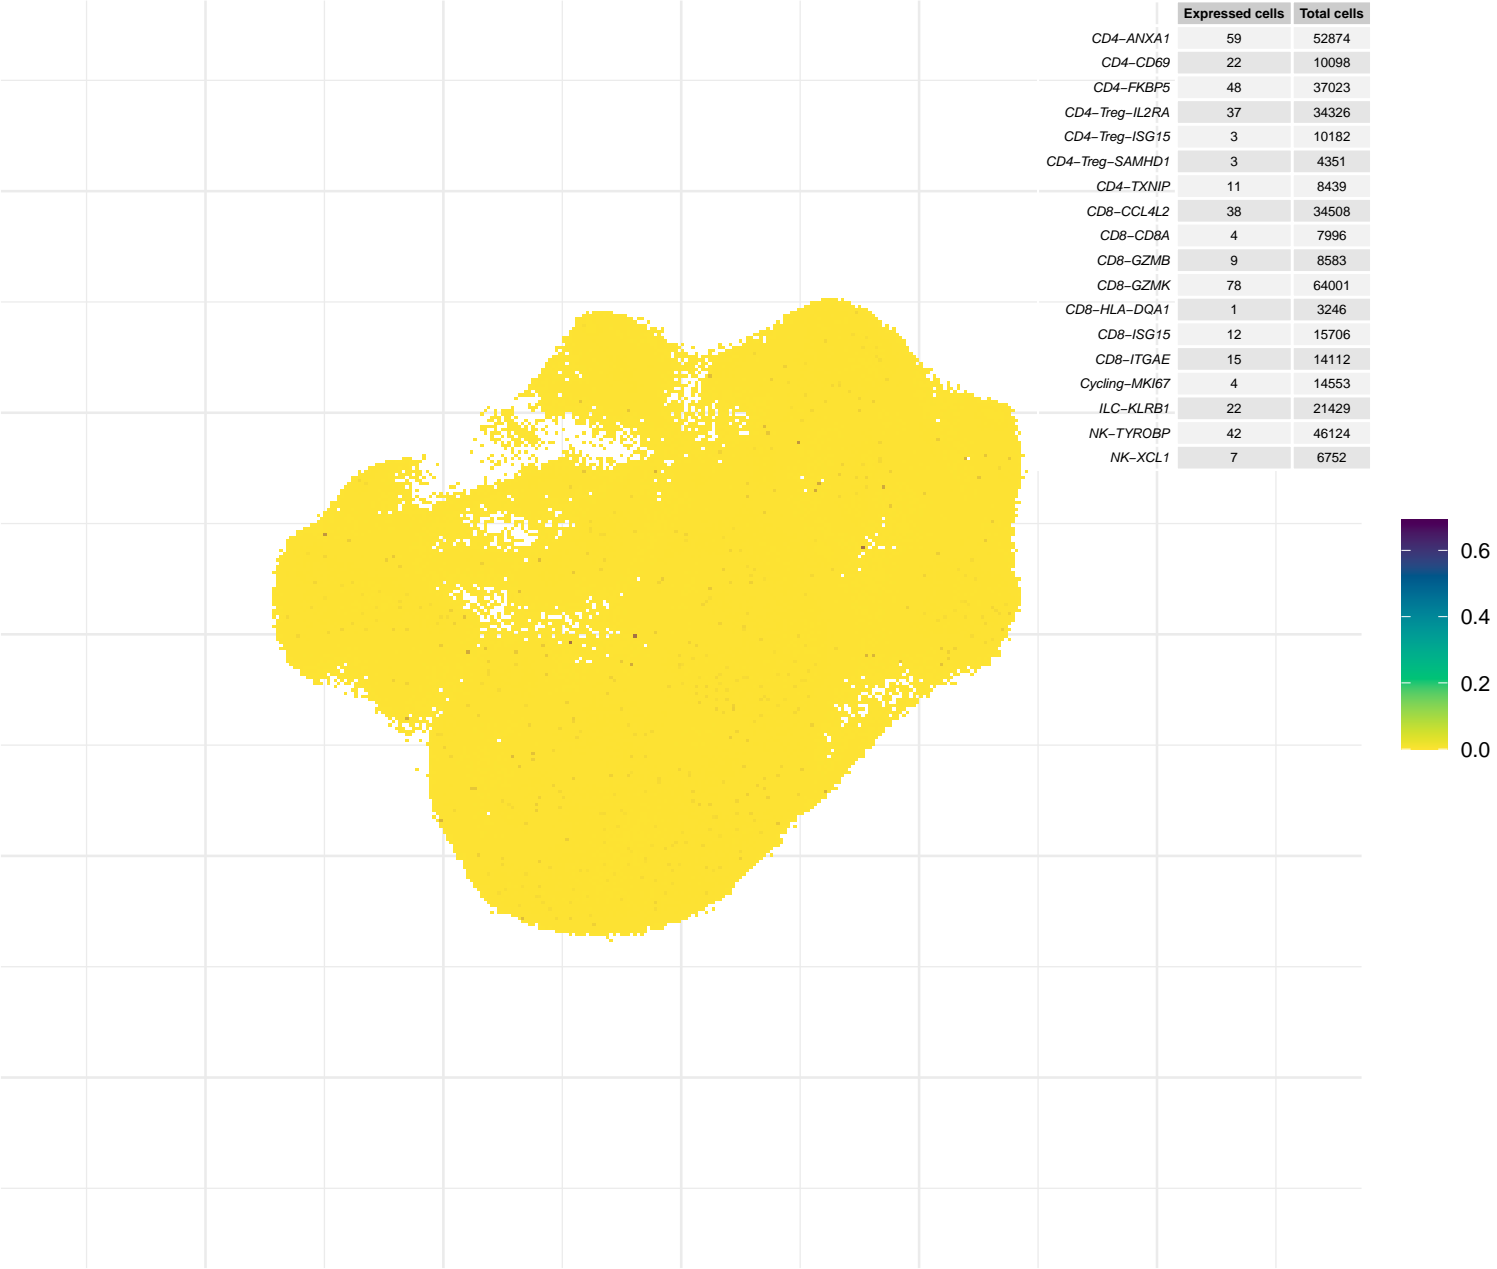 Expressed cells Total cells
CD4−ANXA1 59 52874
CD4−CD69 22 10098
CD4−FKBP5 48 37023
CD4−Treg−IL2RA 37 34326
CD4−Treg−ISG15 3 10182
CD4−Treg−SAMHD1 3 4351
CD4−TXNIP 11 8439
CD8−CCL4L2 38 34508
CD8−CD8A 4 7996
CD8−GZMB 9 8583
CD8−GZMK 78 64001
CD8−HLA−DQA1 1 3246
CD8−ISG15 12 15706
CD8−ITGAE 15 14112
Cycling−MKI67 4 14553
ILC−KLRB1 22 21429
NK−TYROBP 42 46124
NK−XCL1 7 6752
0.6
0.4
0.2
0.0